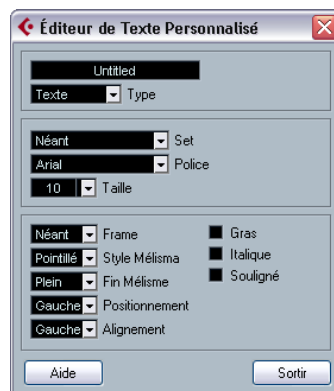 Éditeur de Texte Personnalisé
Untitled
Texte Type
Néant Set
Arial Police
10 Taille
Néant Frame Gras
Pointillé Style Mélisma Italique
Plein Fin Mélisme Souligné
Gauche Positionnement
Gauche Alignement
Aide Sortir